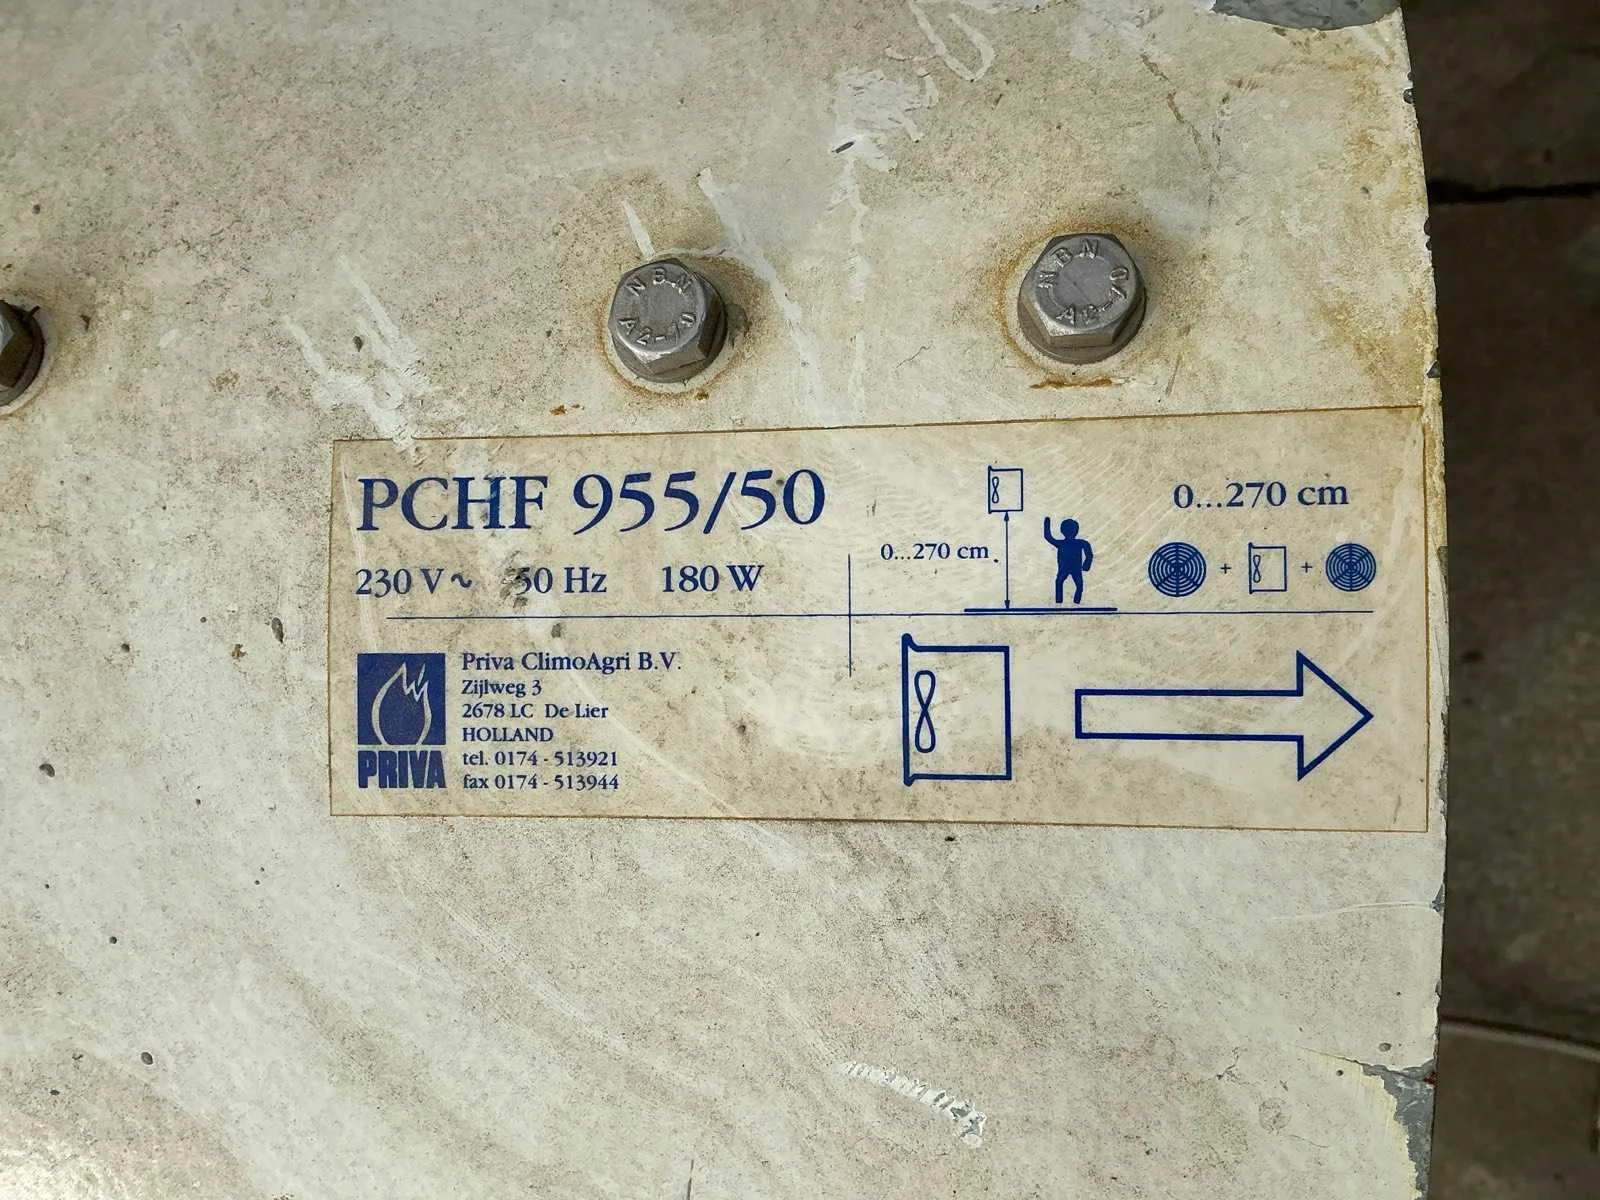 NBN
A2-70
NBN
A2-70
PCHF 955/50
230 V~ 50 Hz 180 W
0...270 cm
0...270 cm
+ +
PRIVA
Priva ClimoAgri B.V.
Zijlweg 3
2678 LC De Lier
HOLLAND
tel. 0174 - 513921
fax 0174 - 513944